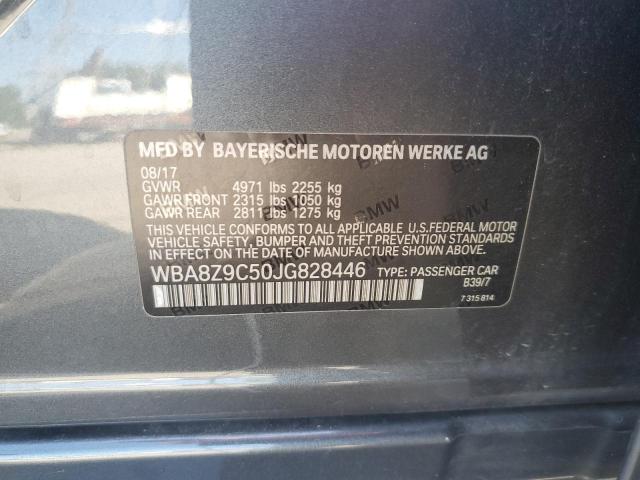 MFD BY BAYERISCHE MOTOREN WERKE AG
08/17
GVWR 4971 lbs 2255 kg
GAWR FRONT 2315 lbs 1050 kg
GAWR REAR 2811 lbs 1275 kg
THIS VEHICLE CONFORMS TO ALL APPLICABLE U.S.FEDERAL MOTOR
VEHICLE SAFETY, BUMPER AND THEFT PREVENTION STANDARDS
IN EFFECT ON THE DATE OF MANUFACTURE SHOWN ABOVE.
WBA8Z9C50JG828446 TYPE: PASSENGER CAR
B39/7
7 315 814